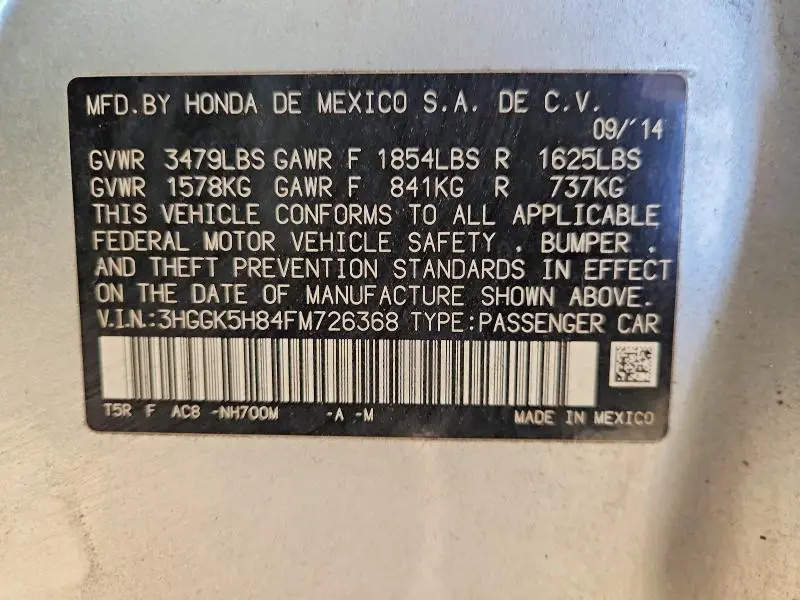 MFD.BY HONDA DE MEXICO S.A. DE C.V.
09/'14
GVWR 3479LBS GAWR F 1854LBS R 1625LBS
GVWR 1578KG GAWR F 841KG R 737KG
THIS VEHICLE CONFORMS TO ALL APPLICABLE
FEDERAL MOTOR VEHICLE SAFETY , BUMPER ,
AND THEFT PREVENTION STANDARDS IN EFFECT
ON THE DATE OF MANUFACTURE SHOWN ABOVE.
V.I.N.:3HGGK5H84FM726368 TYPE:PASSENGER CAR
T5R F AC8 -NH700M -A -M MADE IN MEXICO